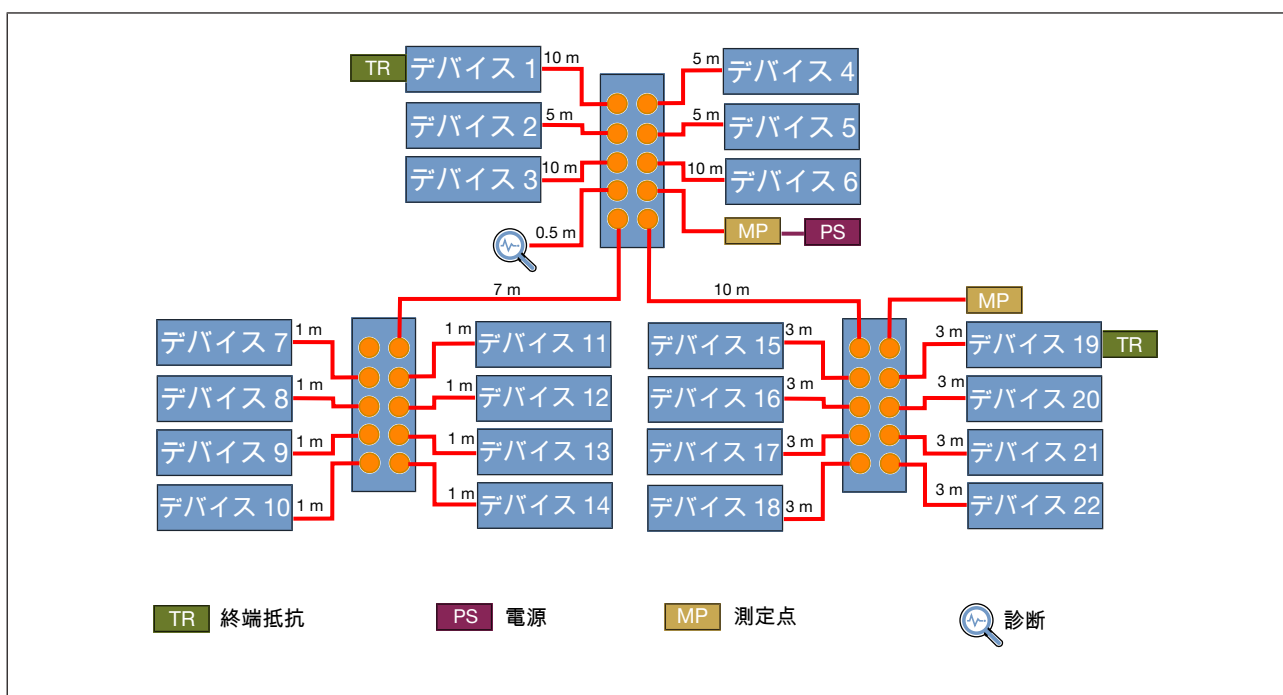 TR
デバイス 1
10 m
5 m
デバイス 4
デバイス 2
5 m
5 m
デバイス 5
デバイス 3
10 m
10 m
デバイス 6
0.5 m
MP
PS
7 m
10 m
MP
デバイス 7
1 m
1 m
デバイス 11
デバイス 8
1 m
1 m
デバイス 12
デバイス 9
1 m
1 m
デバイス 13
デバイス 10
1 m
1 m
デバイス 14
デバイス 15
3 m
3 m
デバイス 19
TR
デバイス 16
3 m
3 m
デバイス 20
デバイス 17
3 m
3 m
デバイス 21
デバイス 18
3 m
3 m
デバイス 22
TR 終端抵抗
PS 電源
MP 測定点
診断